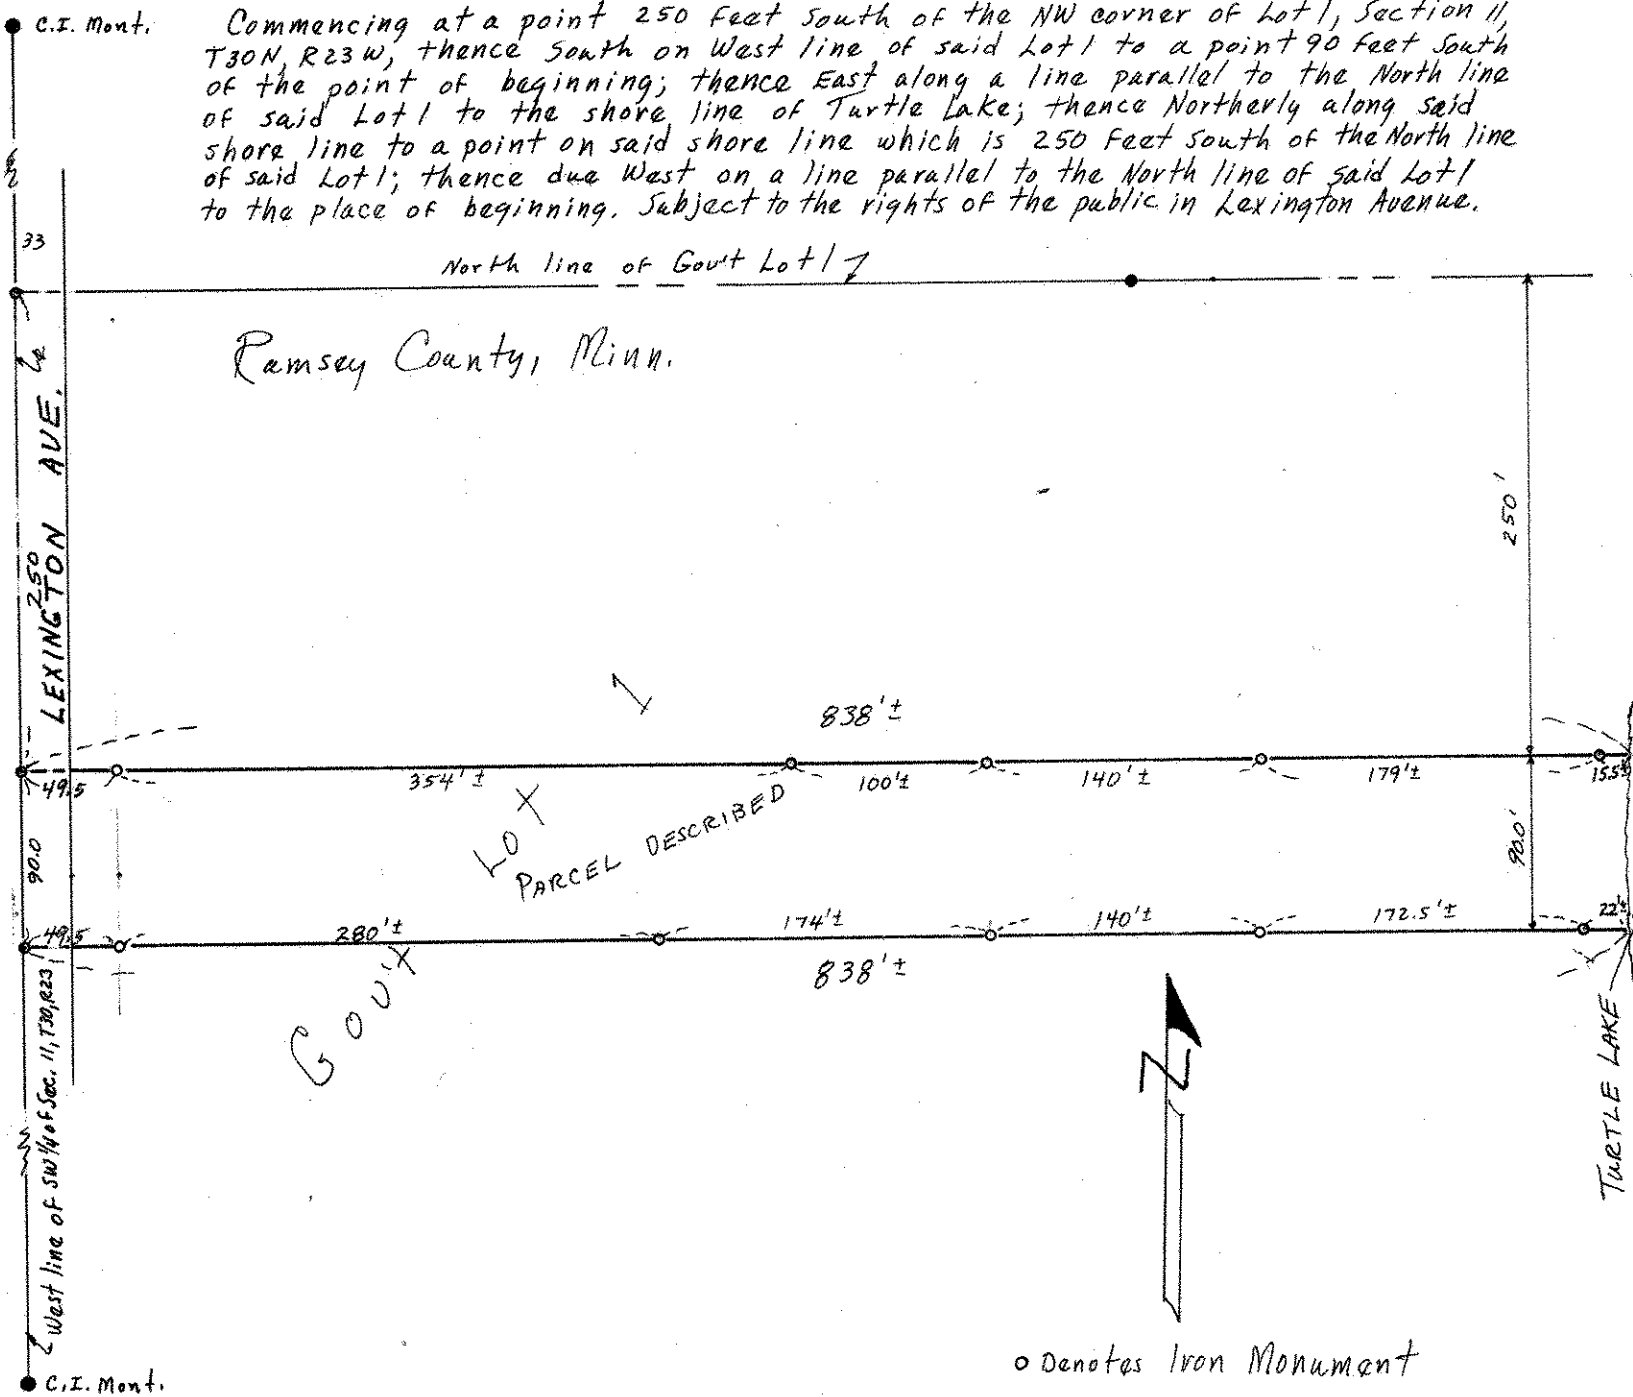 C.I. Mont.
Commencing at a point 250 feet South of the NW corner of Lot 1, Section 11,
T30N, R23W, thence South on West line of said Lot 1 to a point 90 feet South
of the point of beginning; thence East along a line parallel to the North line
of said Lot 1 to the shore line of Turtle Lake; thence Northerly along said
shore line to a point on said shore line which is 250 feet South of the North line
of said Lot 1; thence due West on a line parallel to the North line of said Lot 1
to the place of beginning. Subject to the rights of the public in Lexington Avenue.
33
North line of Gov't Lot 1
Ramsey County, Minn.
LEXINGTON AVE.
250
250'
838'±
49.5
354'±
100'±
140'±
179'±
15.5±
90.0
90.0'
PARCEL DESCRIBED
Gov't Lot 1
49.5
280'±
174'±
140'±
172.5'±
22'±
838'±
N
TURTLE LAKE
West line of SW 1/4 of Sec. 11, T30, R23
o Denotes Iron Monument
C.I. Mont.